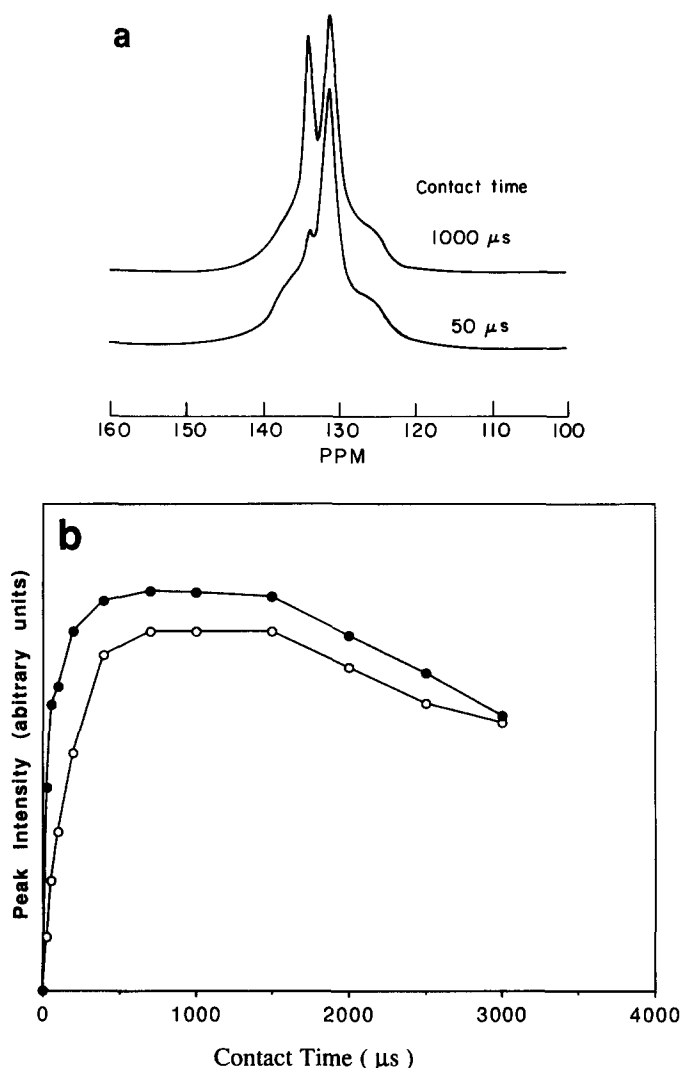 a
Contact time
1000 μs
50 μs
160 150 140 130 120 110 100
PPM
b
Peak Intensity (abitrary units)
0 1000 2000 3000 4000
Contact Time ( μs )